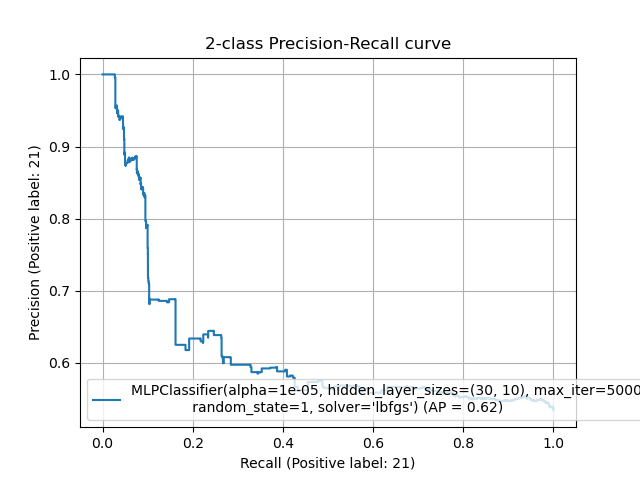 2-class Precision-Recall curve
1.0
0.9
0.8
0.7
0.6
Precision (Positive label: 21)
MLPClassifier(alpha=1e-05, hidden_layer_sizes=(30, 10), max_iter=5000
random_state=1, solver='lbfgs') (AP = 0.62)
0.0 0.2 0.4 0.6 0.8 1.0
Recall (Positive label: 21)